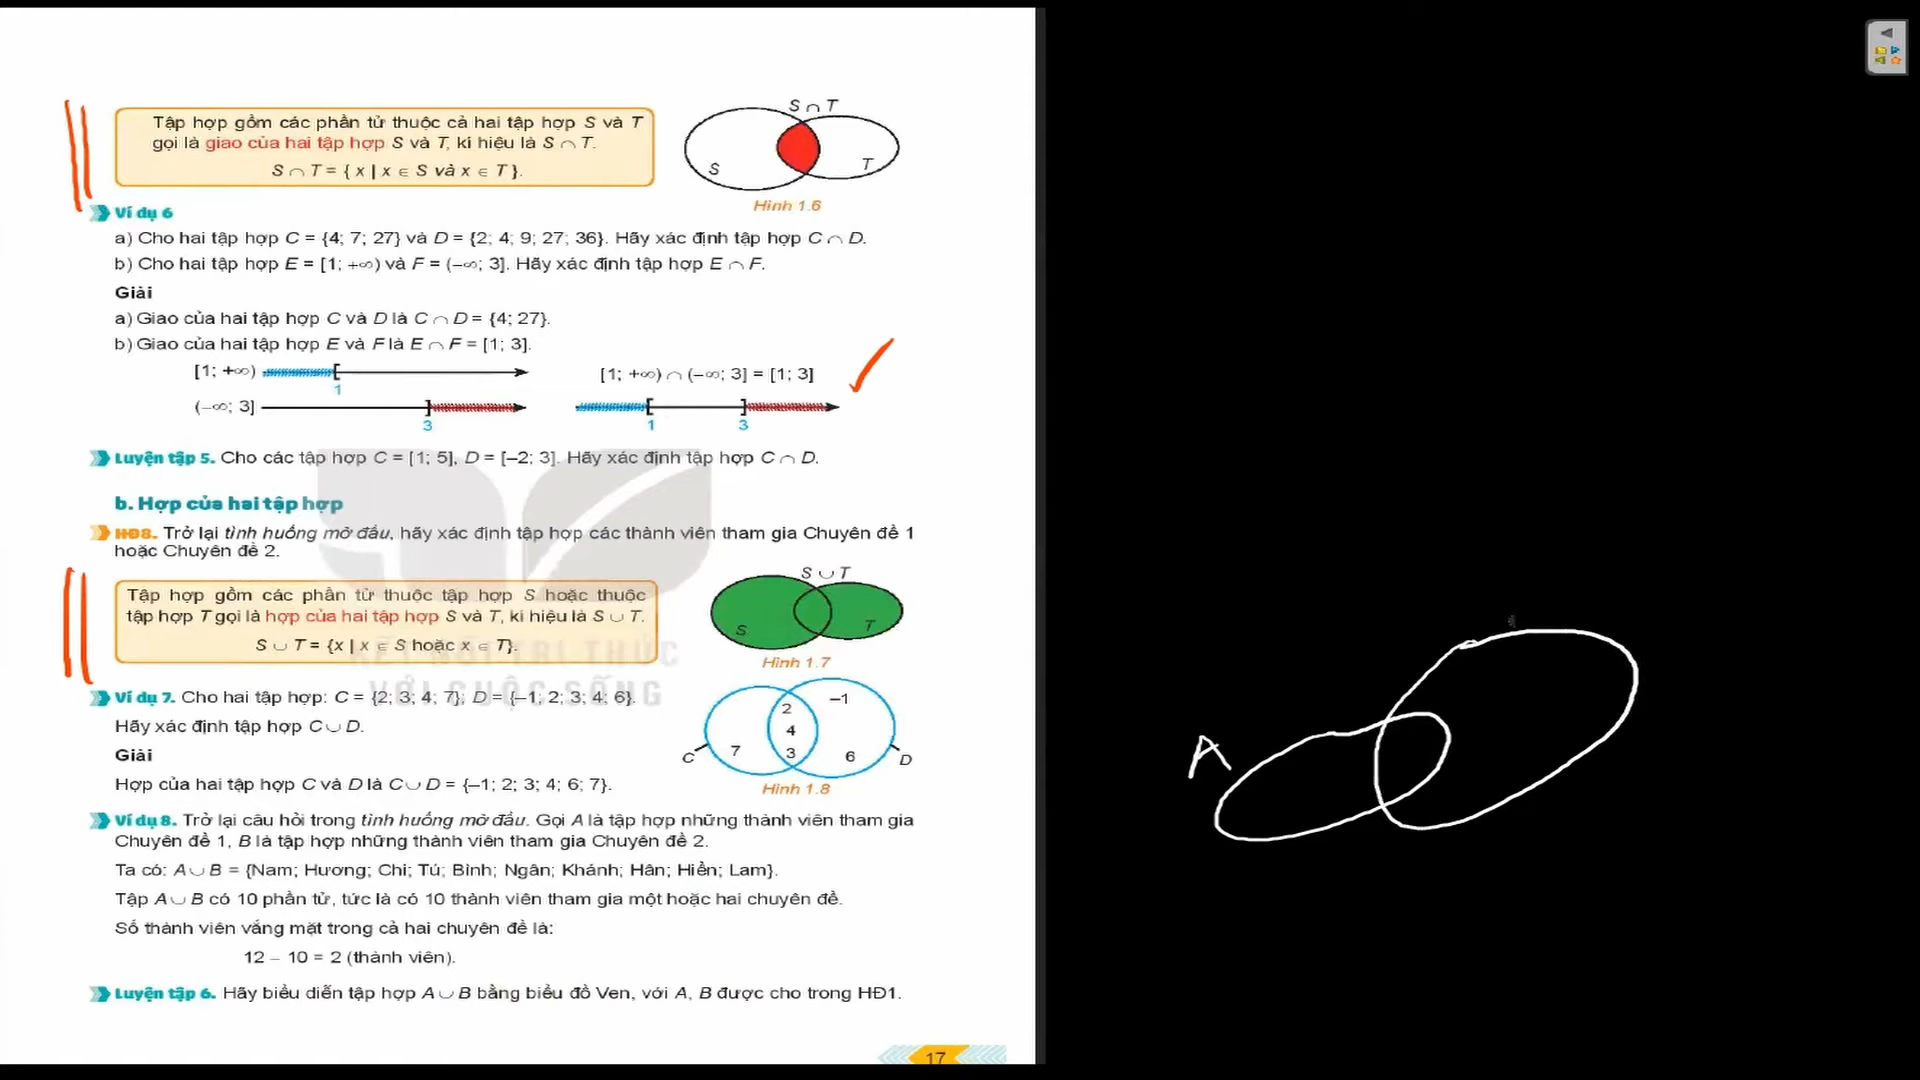 S ∩ T
Tập hợp gồm các phần tử thuộc cả hai tập hợp S và T
gọi là giao của hai tập hợp S và T, kí hiệu là S ∩ T.
S ∩ T = { x | x ∈ S và x ∈ T }.
S
T
Hình 1.6
Ví dụ 6
a) Cho hai tập hợp C = {4; 7; 27} và D = {2; 4; 9; 27; 36}. Hãy xác định tập hợp C ∩ D.
b) Cho hai tập hợp E = [1; +∞) và F = (–∞; 3]. Hãy xác định tập hợp E ∩ F.
Giải
a) Giao của hai tập hợp C và D là C ∩ D = {4; 27}.
b) Giao của hai tập hợp E và F là E ∩ F = [1; 3].
[1; +∞)
1
(–∞; 3]
3
[1; +∞) ∩ (–∞; 3] = [1; 3]
1 3
Luyện tập 5. Cho các tập hợp C = [1; 5], D = [–2; 3]. Hãy xác định tập hợp C ∩ D.
b. Hợp của hai tập hợp
HĐ8. Trở lại tình huống mở đầu, hãy xác định tập hợp các thành viên tham gia Chuyên đề 1
hoặc Chuyên đề 2.
S ∪ T
Tập hợp gồm các phần tử thuộc tập hợp S hoặc thuộc
tập hợp T gọi là hợp của hai tập hợp S và T, kí hiệu là S ∪ T.
S ∪ T = {x | x ∈ S hoặc x ∈ T}.
S
T
Hình 1.7
KẾT NỐI TRI THỨC
VỚI CUỘC SỐNG
Ví dụ 7. Cho hai tập hợp: C = {2; 3; 4; 7}; D = {–1; 2; 3; 4; 6}.
Hãy xác định tập hợp C ∪ D.
Giải
Hợp của hai tập hợp C và D là C ∪ D = {–1; 2; 3; 4; 6; 7}.
2
–1
4
7
3
6
C
D
Hình 1.8
Ví dụ 8. Trở lại câu hỏi trong tình huống mở đầu. Gọi A là tập hợp những thành viên tham gia
Chuyên đề 1, B là tập hợp những thành viên tham gia Chuyên đề 2.
Ta có: A ∪ B = {Nam; Hương; Chi; Tú; Bình; Ngân; Khánh; Hân; Hiền; Lam}.
Tập A ∪ B có 10 phần tử, tức là có 10 thành viên tham gia một hoặc hai chuyên đề.
Số thành viên vắng mặt trong cả hai chuyên đề là:
12 – 10 = 2 (thành viên).
Luyện tập 6. Hãy biểu diễn tập hợp A ∪ B bằng biểu đồ Ven, với A, B được cho trong HĐ1.
17
A